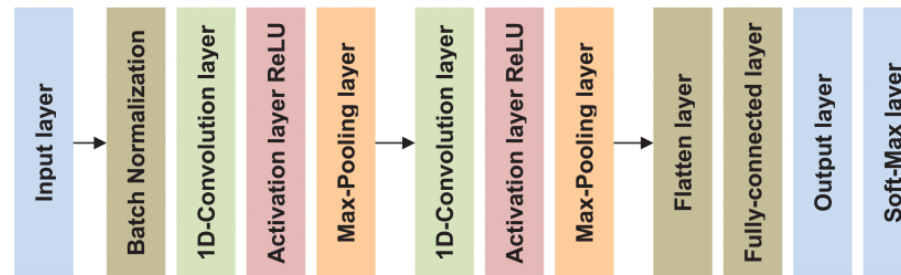 Input layer
Batch Normalization
1D-Convolution layer
Activation layer ReLU
Max-Pooling layer
1D-Convolution layer
Activation layer ReLU
Max-Pooling layer
Flatten layer
Fully-connected layer
Output layer
Soft-Max layer